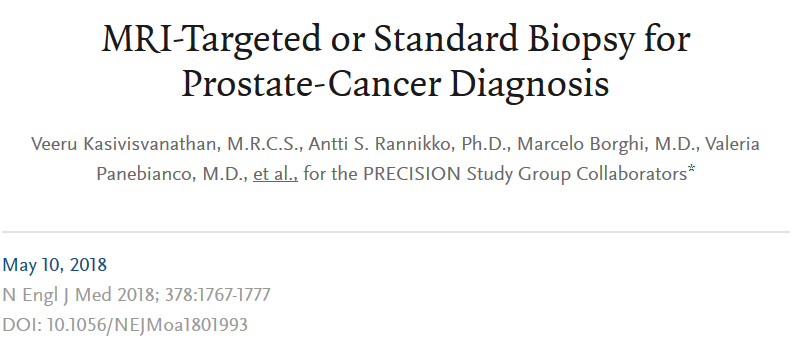 MRI-Targeted or Standard Biopsy for
Prostate-Cancer Diagnosis
Veeru Kasivisvanathan, M.R.C.S., Antti S. Rannikko, Ph.D., Marcelo Borghi, M.D., Valeria
Panebianco, M.D., et al., for the PRECISION Study Group Collaborators*
May 10, 2018
N Engl J Med 2018; 378:1767-1777
DOI: 10.1056/NEJMoa1801993